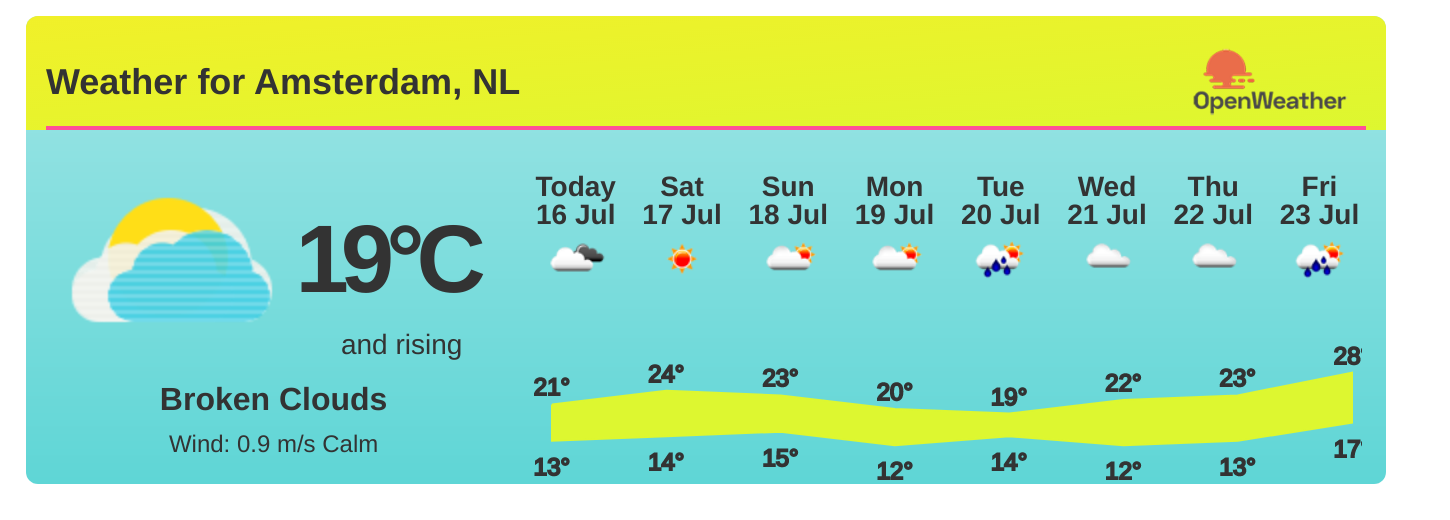 Weather for Amsterdam, NL
OpenWeather
19°C
and rising
Broken Clouds
Wind: 0.9 m/s Calm
Today Sat Sun Mon Tue Wed Thu Fri
16 Jul 17 Jul 18 Jul 19 Jul 20 Jul 21 Jul 22 Jul 23 Jul
21° 24° 23° 20° 19° 22° 23° 28°
13° 14° 15° 12° 14° 12° 13° 17°